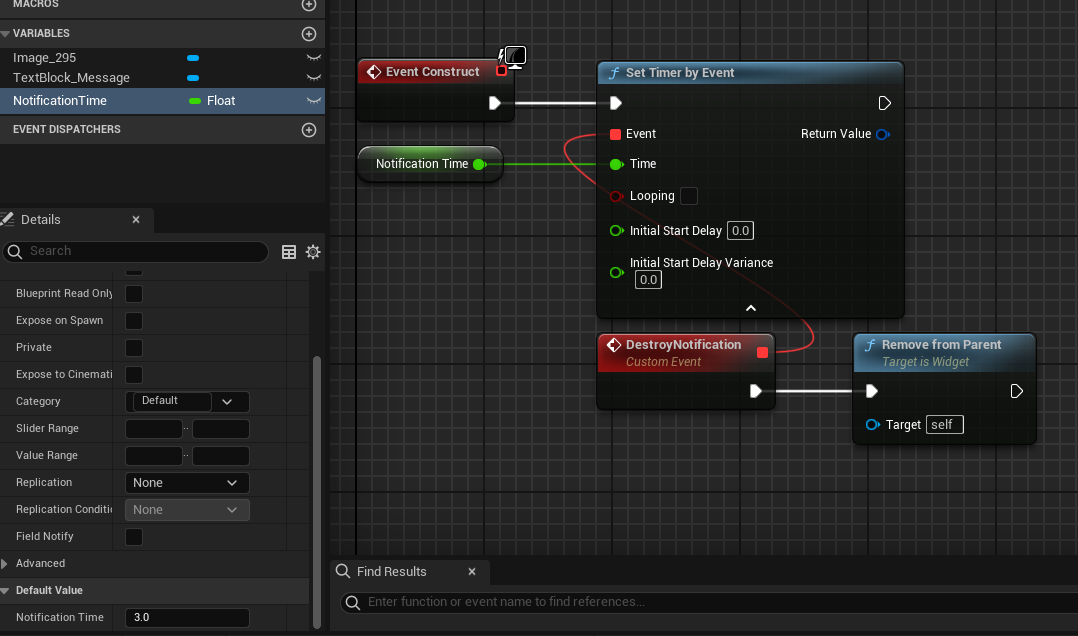 MACROS
VARIABLES
Image_295
TextBlock_Message
NotificationTime Float
EVENT DISPATCHERS
Details
Search
Blueprint Read Only
Expose on Spawn
Private
Expose to Cinemati
Category Default
Slider Range ..
Value Range ..
Replication None
Replication Conditi None
Field Notify
Advanced
Default Value
Notification Time 3.0
Event Construct
Notification Time
f Set Timer by Event
Event Return Value
Time
Looping
Initial Start Delay 0.0
Initial Start Delay Variance
0.0
DestroyNotification
Custom Event
f Remove from Parent
Target is Widget
Target self
Find Results
Enter function or event name to find references...